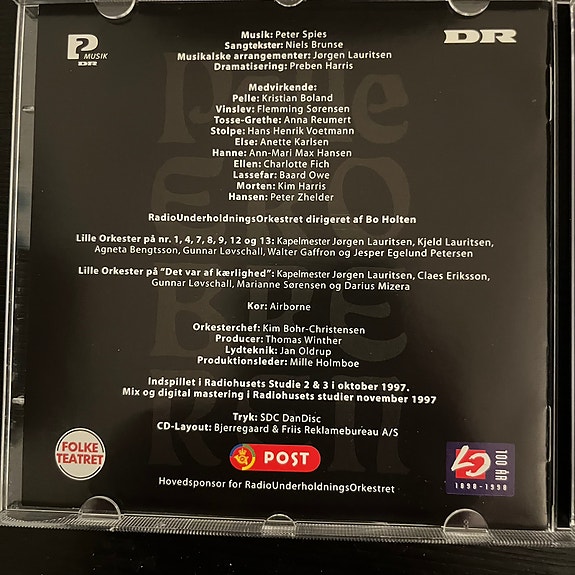 P2
MUSIK
DR
DR
Musik: Peter Spies
Sangtekster: Niels Brunse
Musikalske arrangementer: Jørgen Lauritsen
Dramatisering: Preben Harris
Medvirkende:
Pelle: Kristian Boland
Vinslev: Flemming Sørensen
Tosse-Grethe: Anna Reumert
Stolpe: Hans Henrik Voetmann
Else: Anette Karlsen
Hanne: Ann-Mari Max Hansen
Ellen: Charlotte Fich
Lassefar: Baard Owe
Morten: Kim Harris
Hansen: Peter Zhelder
RadioUnderholdningsOrkestret dirigeret af Bo Holten
Lille Orkester på nr. 1, 4, 7, 8, 9, 12 og 13: Kapelmester Jørgen Lauritsen, Kjeld Lauritsen,
Agneta Bengtsson, Gunnar Løvschall, Walter Gaffron og Jesper Egelund Petersen
Lille Orkester på "Det var af kærlighed": Kapelmester Jørgen Lauritsen, Claes Eriksson,
Gunnar Løvschall, Marianne Sørensen og Darius Mizera
Kor: Airborne
Orkesterchef: Kim Bohr-Christensen
Producer: Thomas Winther
Lydteknik: Jan Oldrup
Produktionsleder: Mille Holmboe
Indspillet i Radiohusets Studie 2 & 3 i oktober 1997.
Mix og digital mastering i Radiohusets studier november 1997
Tryk: SDC DanDisc
CD-Layout: Bjerregaard & Friis Reklamebureau A/S
FOLKE
TEATRET
POST
Hovedsponsor for RadioUnderholdningsOrkestret
100 ÅR
1898-1998